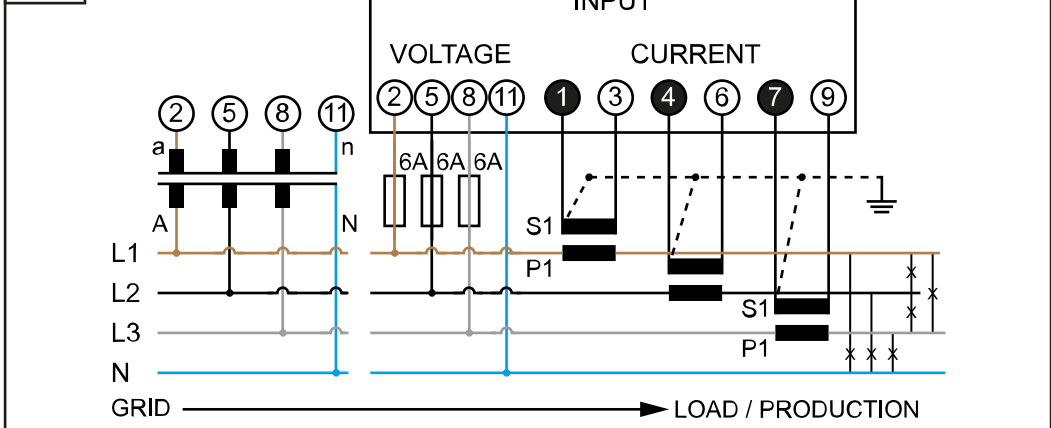 INPUT
VOLTAGE CURRENT
2 5 8 11 1 3 4 6 7 9
2 5 8 11
a n
6A 6A 6A
A N
S1
L1
P1
L2
S1
L3
P1
N
GRID LOAD / PRODUCTION